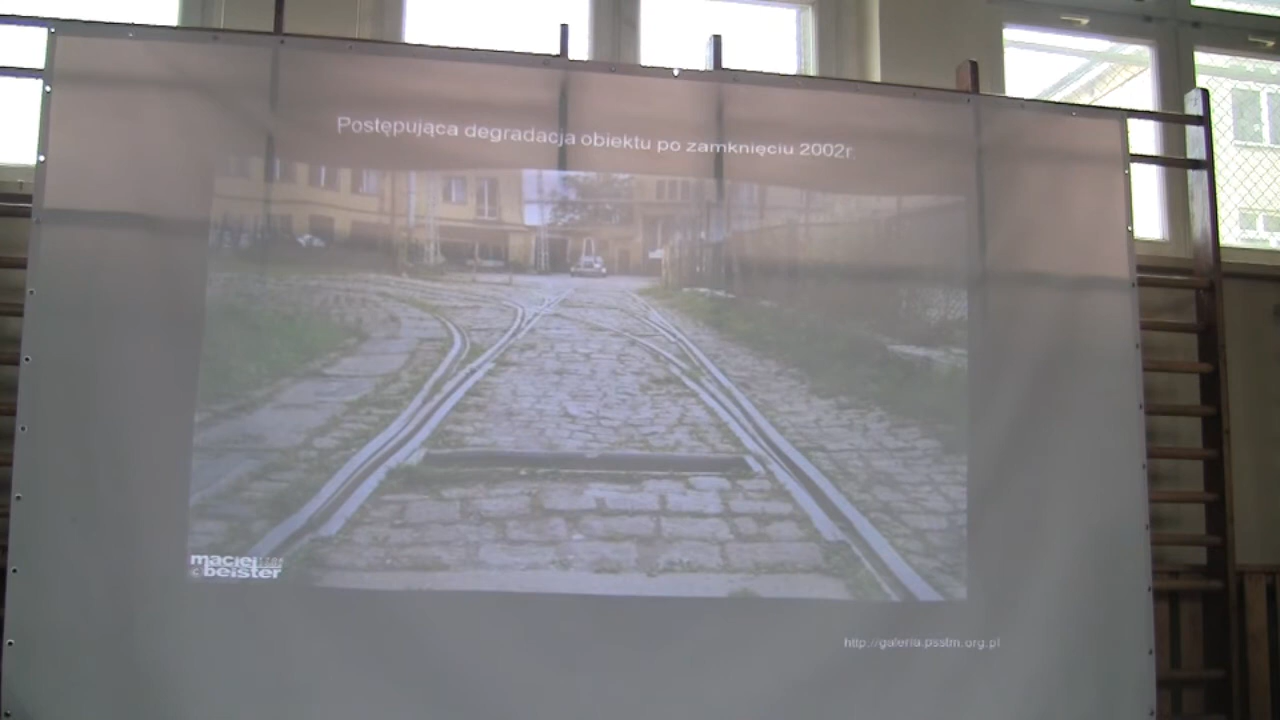 Postępująca degradacja obiektu po zamknięciu 2002r.
maciej
beister
http://galeria.psstm.org.pl